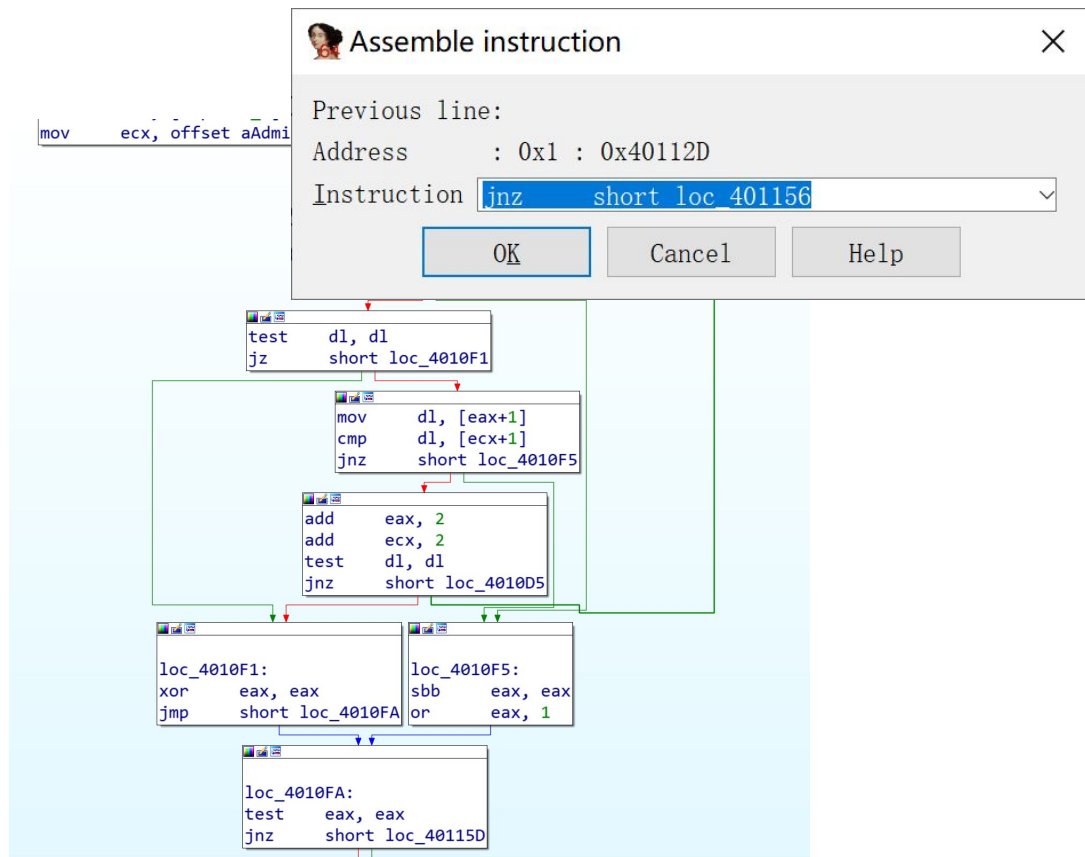 Assemble instruction
Previous line:
Address : 0x1 : 0x40112D
Instruction jnz short loc_401156
OK Cancel Help
mov ecx, offset aAdmi
test dl, dl
jz short loc_4010F1
mov dl, [eax+1]
cmp dl, [ecx+1]
jnz short loc_4010F5
add eax, 2
add ecx, 2
test dl, dl
jnz short loc_4010D5
loc_4010F1:
xor eax, eax
jmp short loc_4010FA
loc_4010F5:
sbb eax, eax
or eax, 1
loc_4010FA:
test eax, eax
jnz short loc_40115D